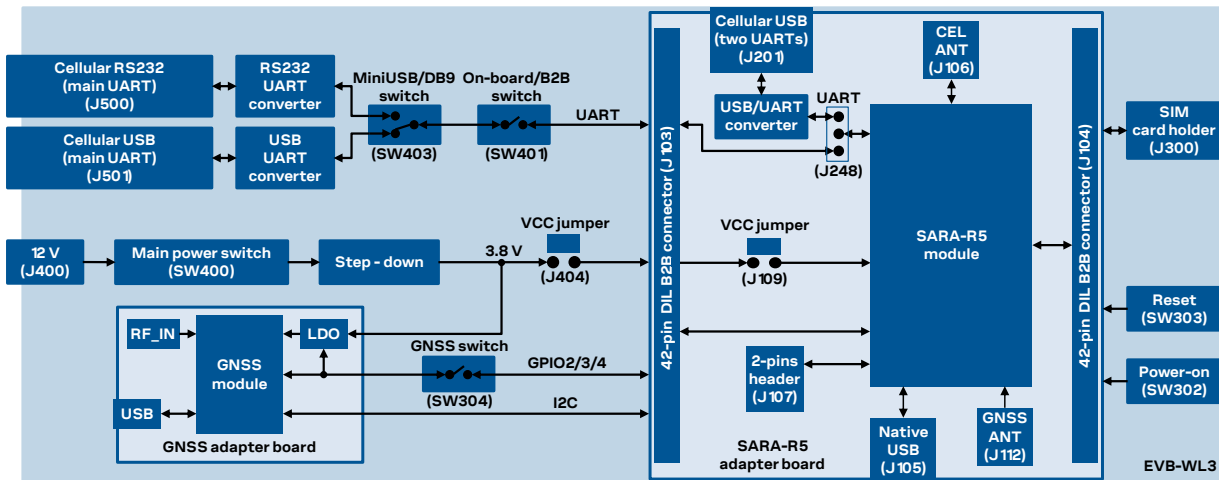 Cellular RS232
(main UART)
(J500)
RS232
UART
converter
MiniUSB/DB9
switch
(SW403)
On-board/B2B
switch
(SW401)
UART
Cellular USB
(main UART)
(J501)
USB
UART
converter
12 V
(J400)
Main power switch
(SW400)
Step - down
3.8 V
VCC jumper
(J404)
RF_IN
GNSS
module
LDO
USB
GNSS adapter board
GNSS switch
(SW304)
GPIO2/3/4
I2C
42-pin DIL B2B connector (J103)
Cellular USB
(two UARTs)
(J201)
USB/UART
converter
UART
(J248)
CEL
ANT
(J106)
VCC jumper
(J109)
SARA-R5
module
2-pins
header
(J107)
Native
USB
(J105)
GNSS
ANT
(J112)
SARA-R5
adapter board
42-pin DIL B2B connector (J104)
SIM
card holder
(J300)
Reset
(SW303)
Power-on
(SW302)
EVB-WL3